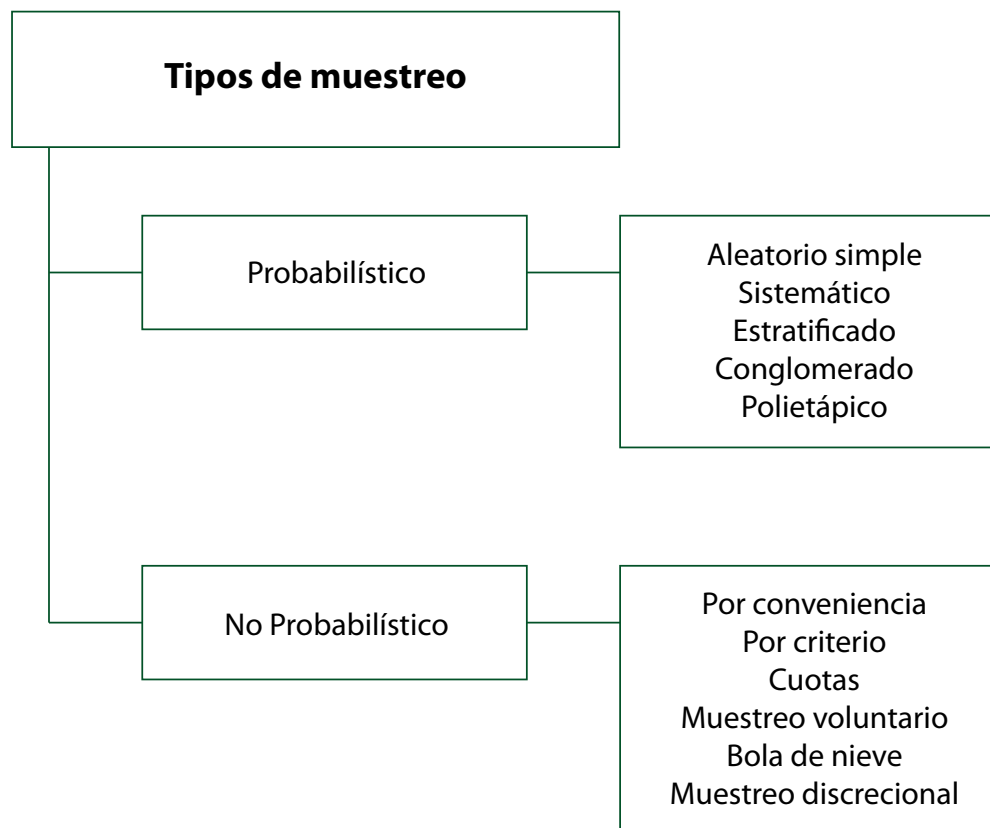 Tipos de muestreo
Probabilístico
Aleatorio simple
Sistemático
Estratificado
Conglomerado
Polietápico
No Probabilístico
Por conveniencia
Por criterio
Cuotas
Muestreo voluntario
Bola de nieve
Muestreo discrecional